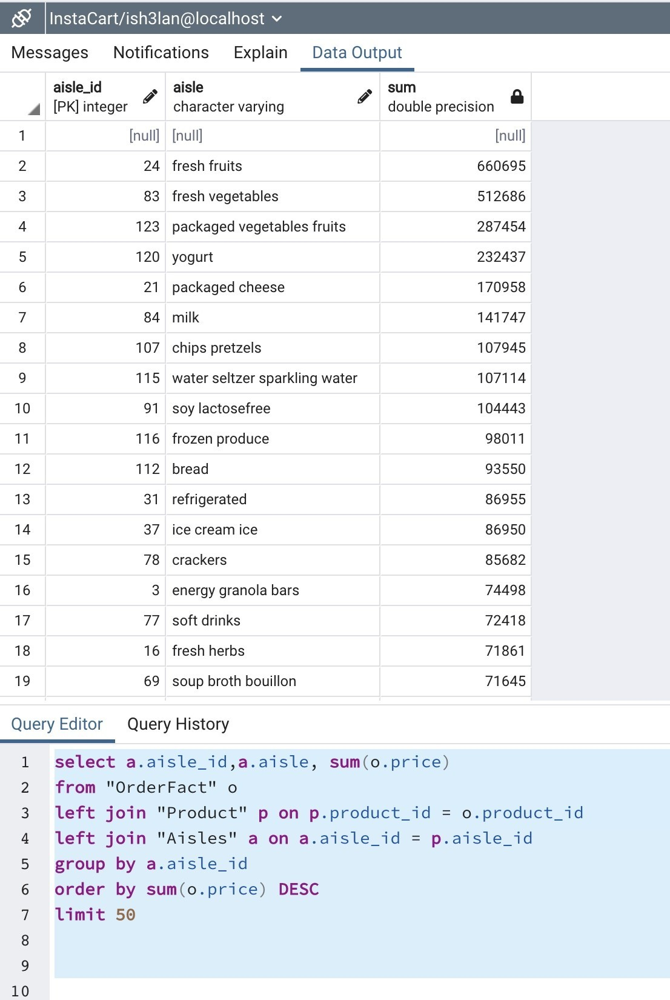 InstaCart/ish3lan@localhost
Messages Notifications Explain Data Output
aisle_id aisle sum
[PK] integer character varying double precision
1 [null] [null] [null]
2 24 fresh fruits 660695
3 83 fresh vegetables 512686
4 123 packaged vegetables fruits 287454
5 120 yogurt 232437
6 21 packaged cheese 170958
7 84 milk 141747
8 107 chips pretzels 107945
9 115 water seltzer sparkling water 107114
10 91 soy lactosefree 104443
11 116 frozen produce 98011
12 112 bread 93550
13 31 refrigerated 86955
14 37 ice cream ice 86950
15 78 crackers 85682
16 3 energy granola bars 74498
17 77 soft drinks 72418
18 16 fresh herbs 71861
19 69 soup broth bouillon 71645
Query Editor Query History
1 select a.aisle_id,a.aisle, sum(o.price)
2 from "OrderFact" o
3 left join "Product" p on p.product_id = o.product_id
4 left join "Aisles" a on a.aisle_id = p.aisle_id
5 group by a.aisle_id
6 order by sum(o.price) DESC
7 limit 50
8
9
10